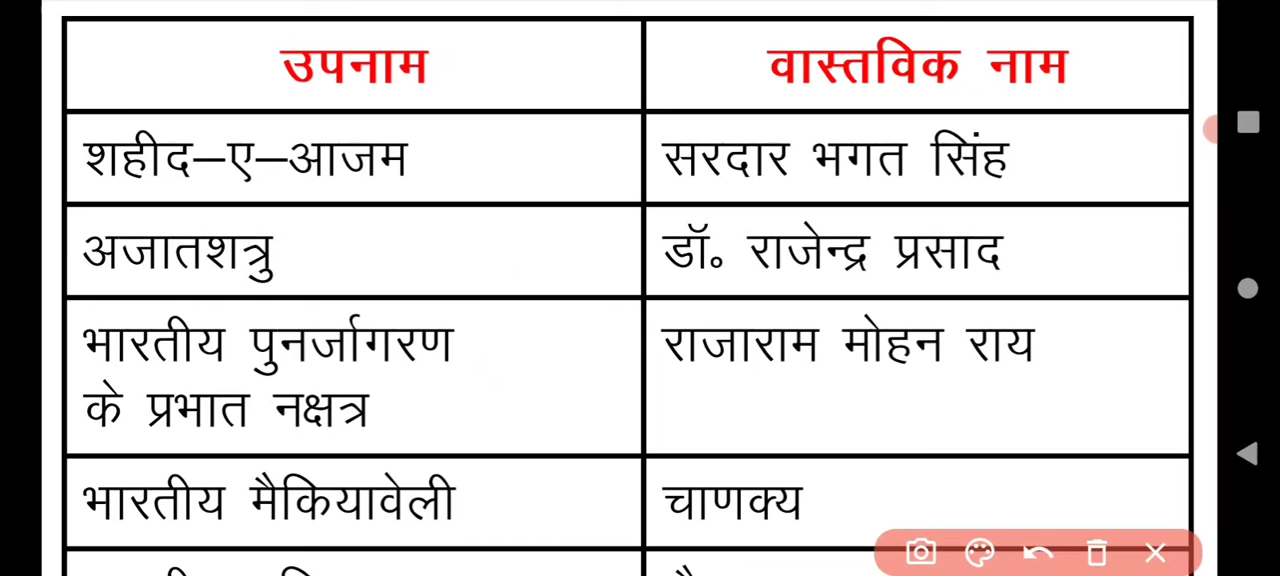 उपनाम वास्तविक नाम
शहीद–ए–आजम सरदार भगत सिंह
अजातशत्रु डॉ॰ राजेन्द्र प्रसाद
भारतीय पुनर्जागरण राजाराम मोहन राय
के प्रभात नक्षत्र
भारतीय मैकियावेली चाणक्य